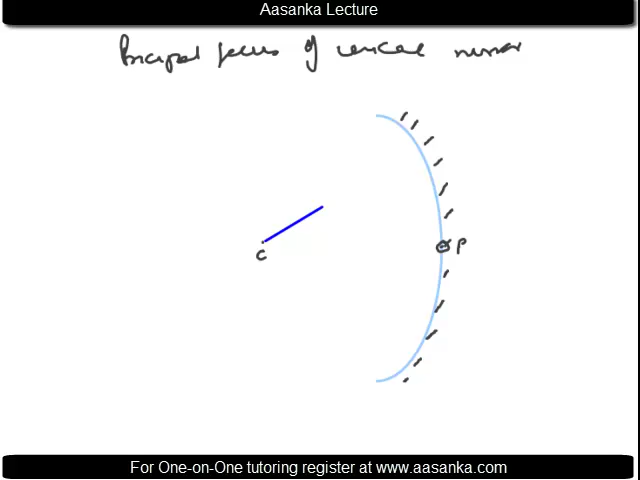 Aasanka Lecture
Principal focus of concave mirror
C
P
For One-on-One tutoring register at www.aasanka.com